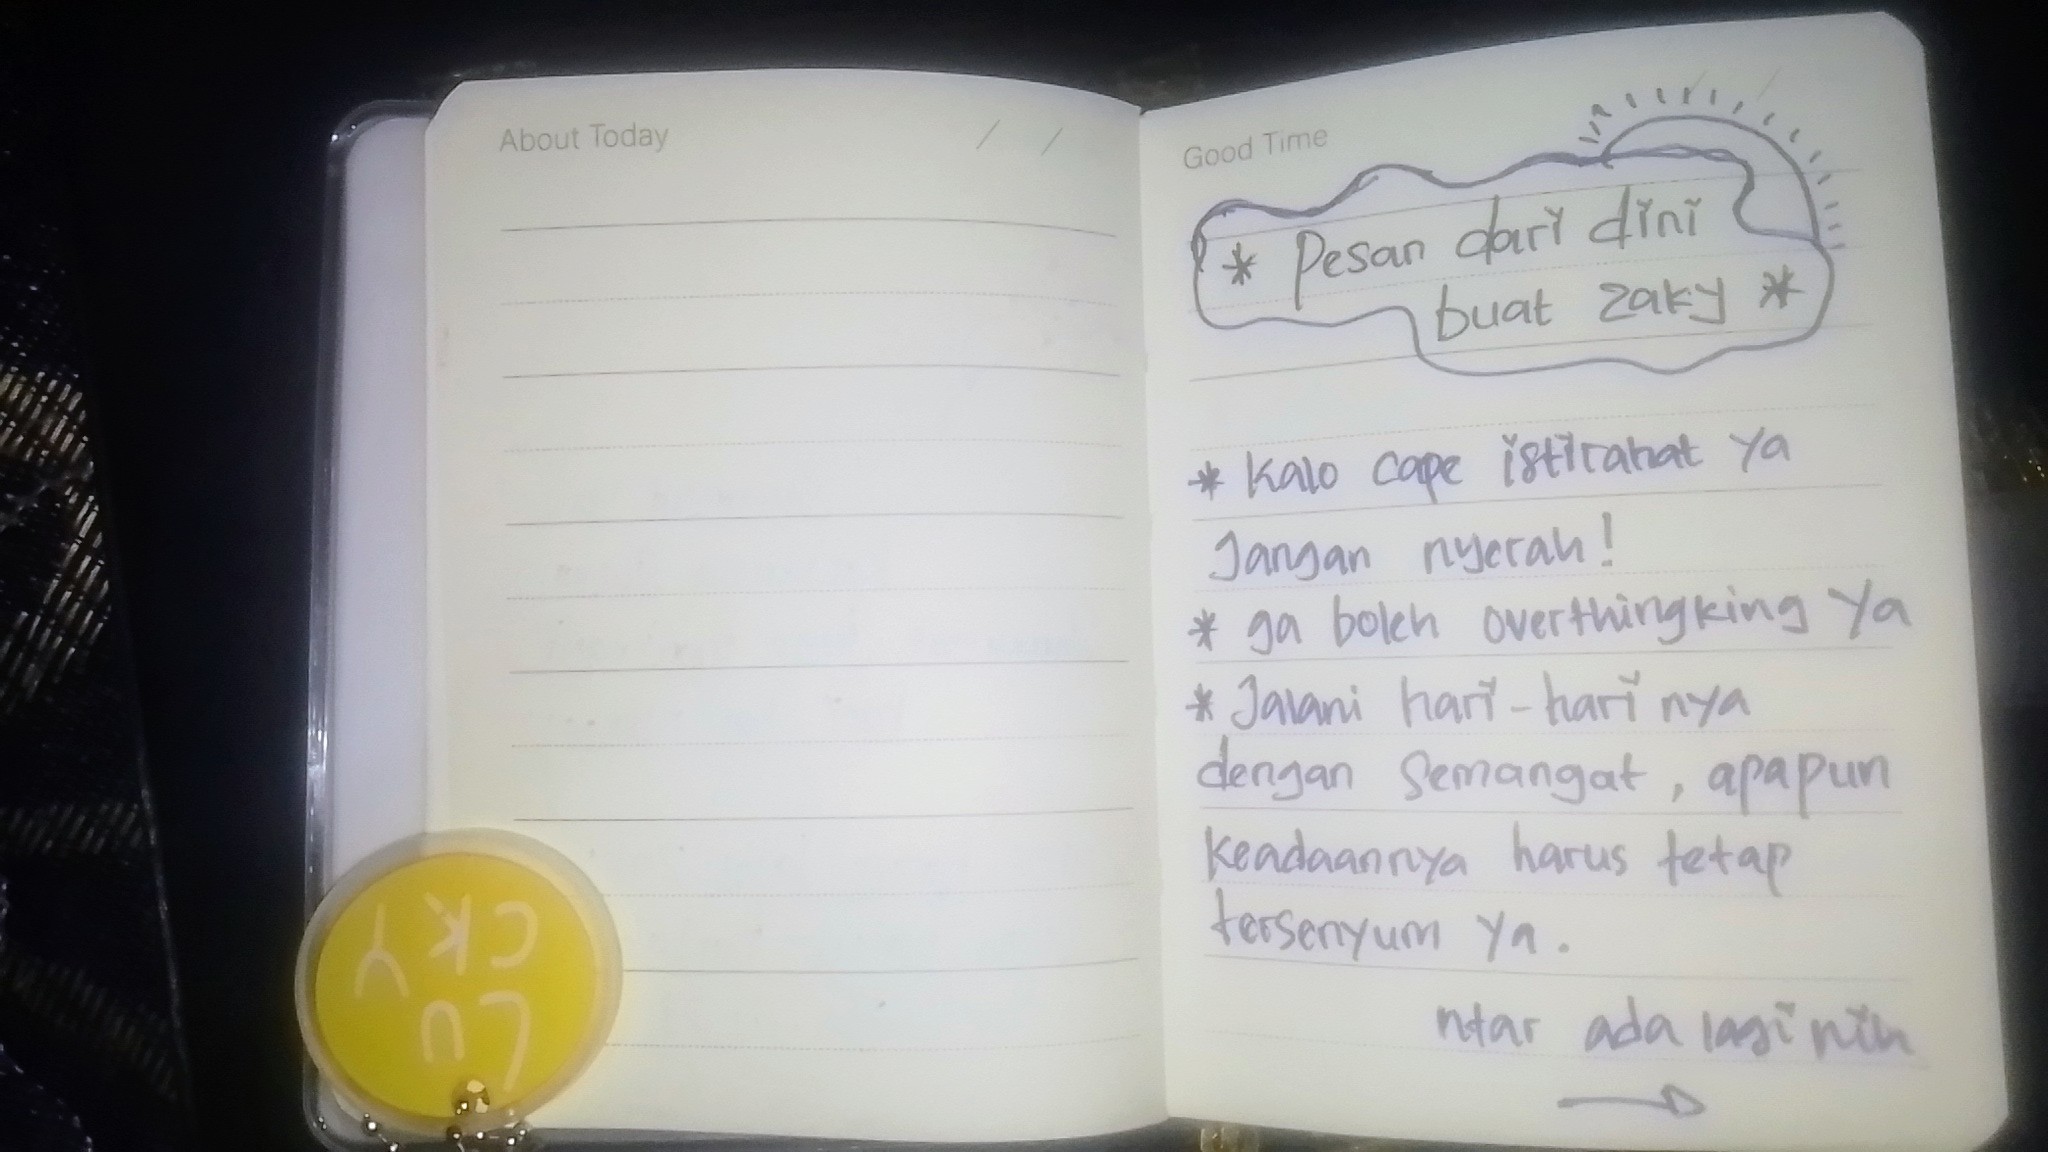 About Today / /
Good Time / /
* Pesan dari dini
buat zaky *
* Kalo cape istirahat ya
Jangan nyerah!
* ga boleh overthingking ya
* Jalani hari-hari nya
dengan semangat, apapun
keadaannya harus tetap
tersenyum ya.
ntar ada lagi nih
LU
CKY